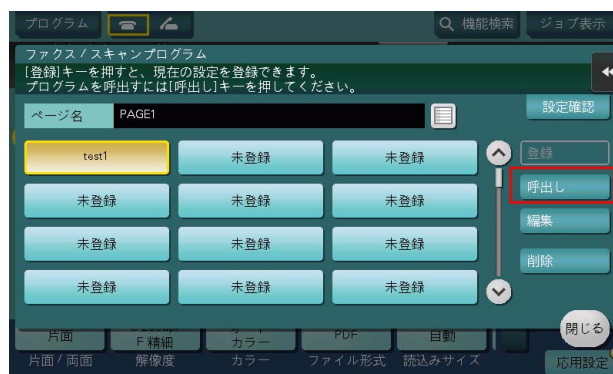 プログラム
機能検索
ジョブ表示
ファクス / スキャンプログラム
[登録]キーを押すと、現在の設定を登録できます。
プログラムを呼出すには[呼出し]キーを押してください。
ページ名 PAGE1
設定確認
test1 未登録 未登録
登録
未登録 未登録 未登録
呼出し
未登録 未登録 未登録
編集
未登録 未登録 未登録
削除
閉じる
片面 F 精細 カラー PDF 自動
片面 / 両面 解像度 カラー ファイル形式 読込みサイズ 応用設定